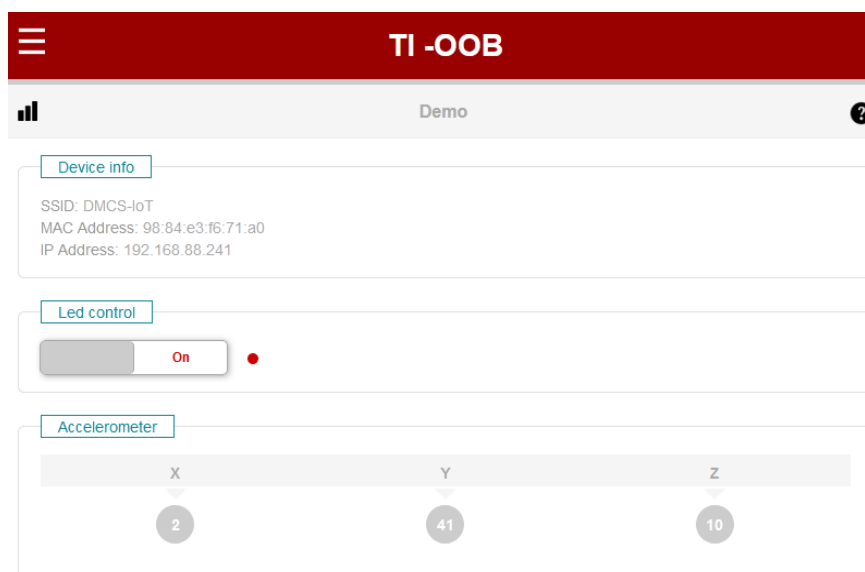 TI -OOB
Demo
Device info
SSID: DMCS-IoT
MAC Address: 98:84:e3:f6:71:a0
IP Address: 192.168.88.241
Led control
On
Accelerometer
X Y Z
2 41 10